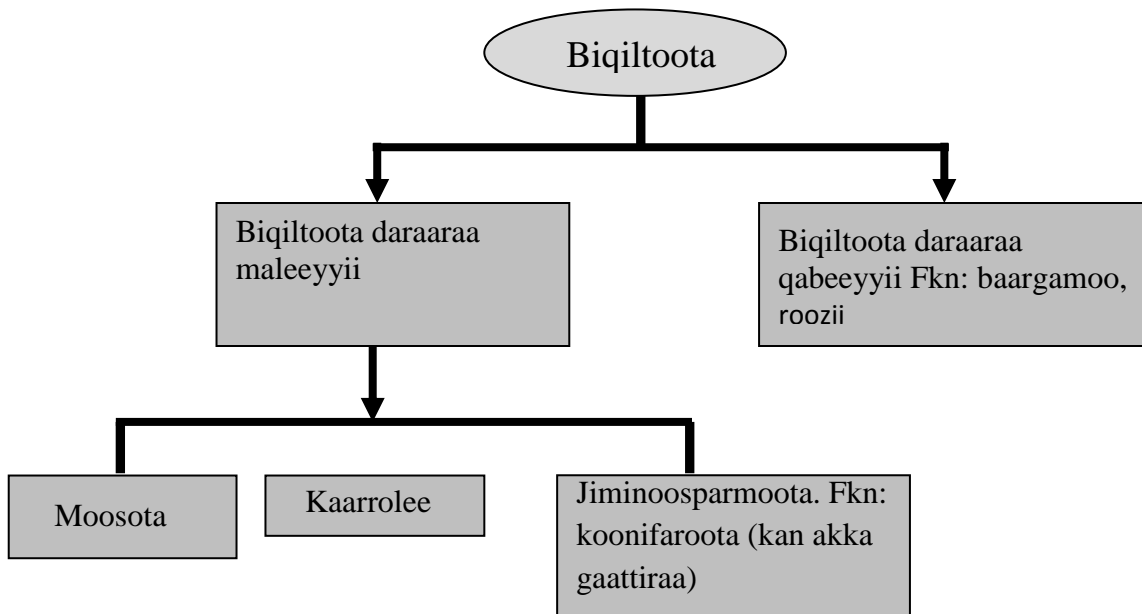 Biqiltoota
Biqiltoota daraaraa
maleeyyii
Biqiltoota daraaraa
qabeeyyii Fkn: baargamoo,
roozii
Moosota
Kaarrolee
Jiminoosparmoota. Fkn:
koonifaroota (kan akka
gaattiraa)